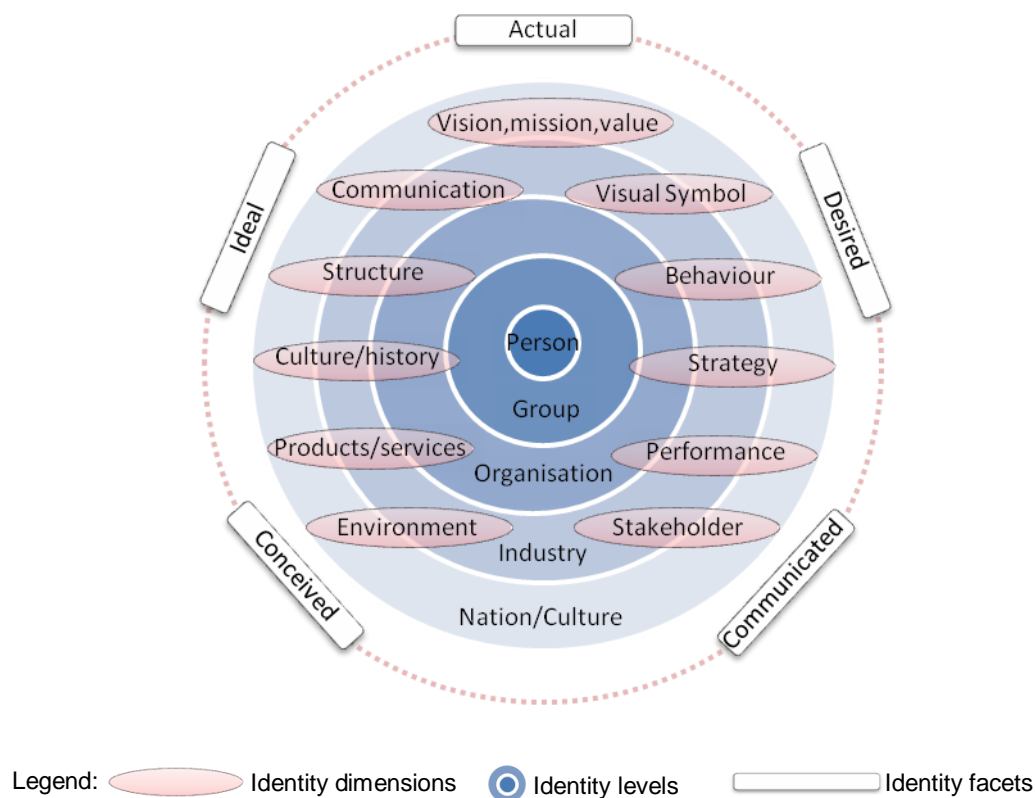 Actual
Vision,mission,value
Communication
Visual Symbol
Ideal
Desired
Structure
Behaviour
Person
Culture/history
Strategy
Group
Products/services
Performance
Organisation
Environment
Stakeholder
Industry
Conceived
Communicated
Nation/Culture
Legend: Identity dimensions Identity levels Identity facets